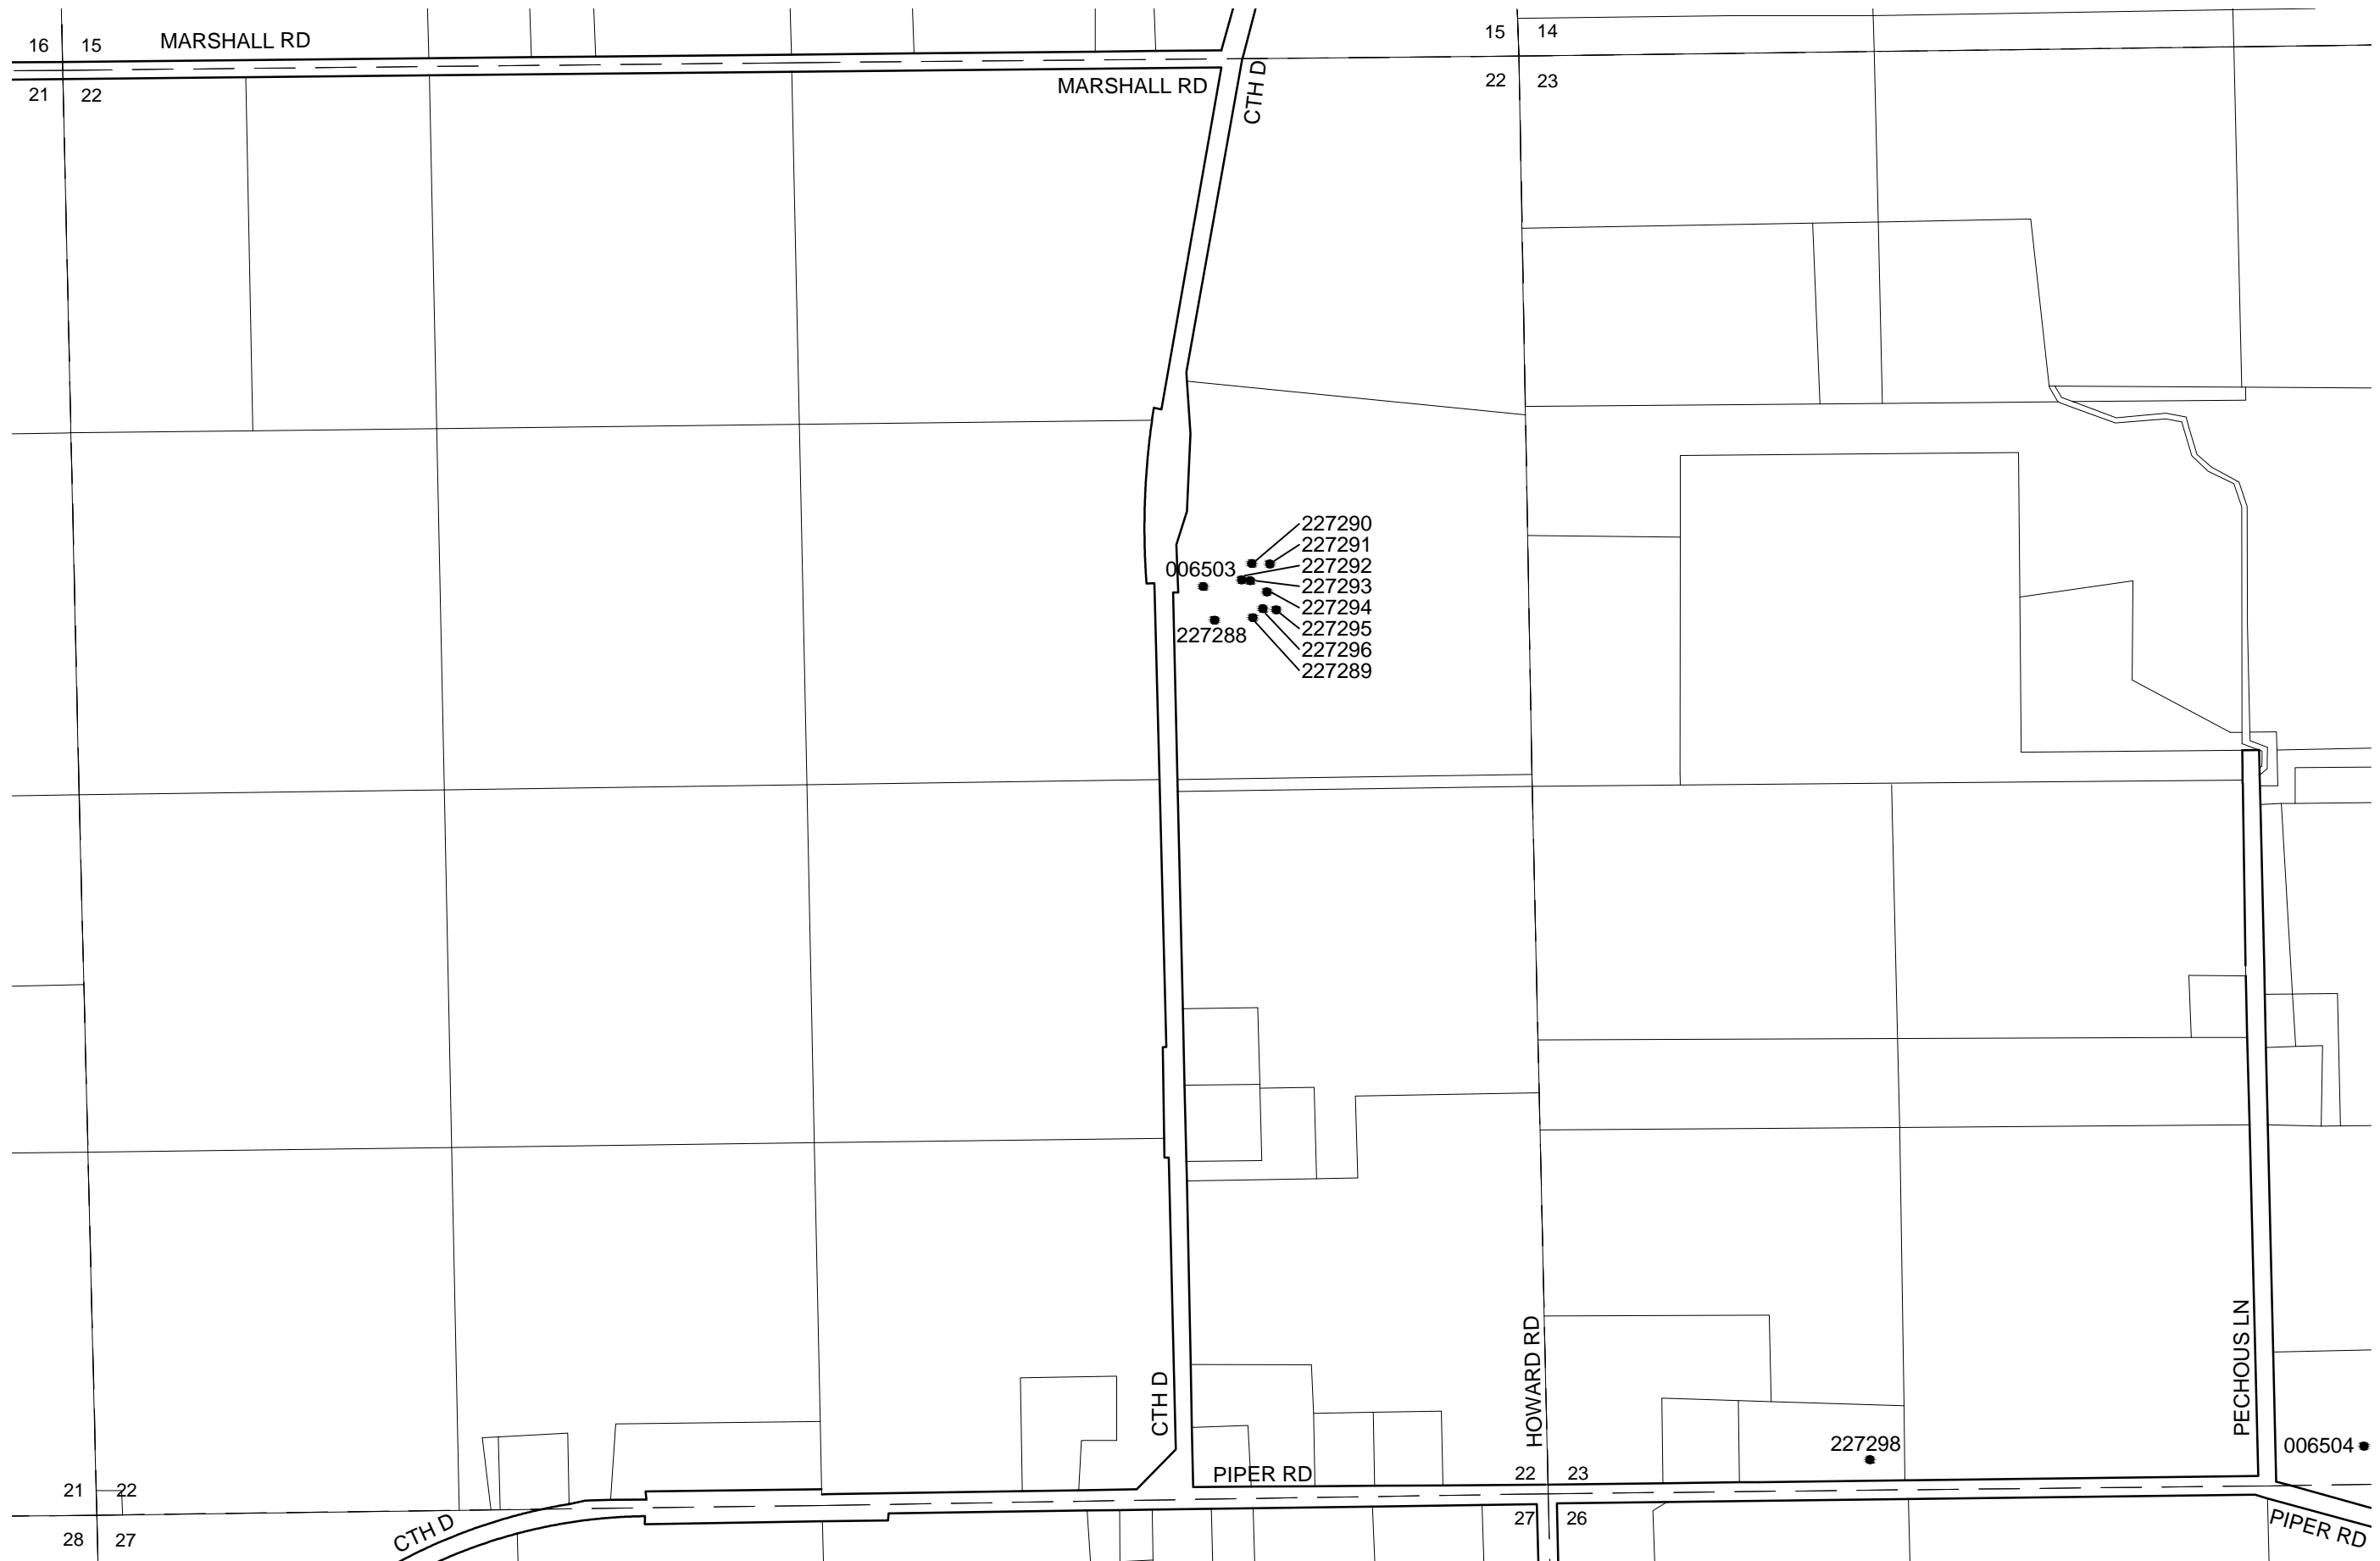 16 15 MARSHALL RD
15 14
21 22
MARSHALL RD
CTH D
22 23
227290
227291
006503
227292
227293
227294
227295
227288
227296
227289
CTH D
HOWARD RD
PECHOUS LN
227298
006504
PIPER RD
22 23
21 22
28 27
CTH D
27 26
PIPER RD